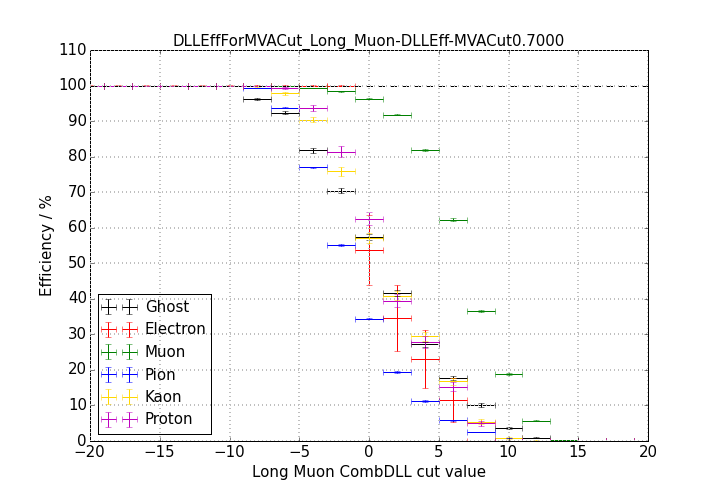 DLLEffForMVACut_Long_Muon-DLLEff-MVACut0.7000
110
100
90
80
70
60
50
40
30
20
10
0
Efficiency / %
Ghost
Electron
Muon
Pion
Kaon
Proton
−20 −15 −10 −5 0 5 10 15 20
Long Muon CombDLL cut value